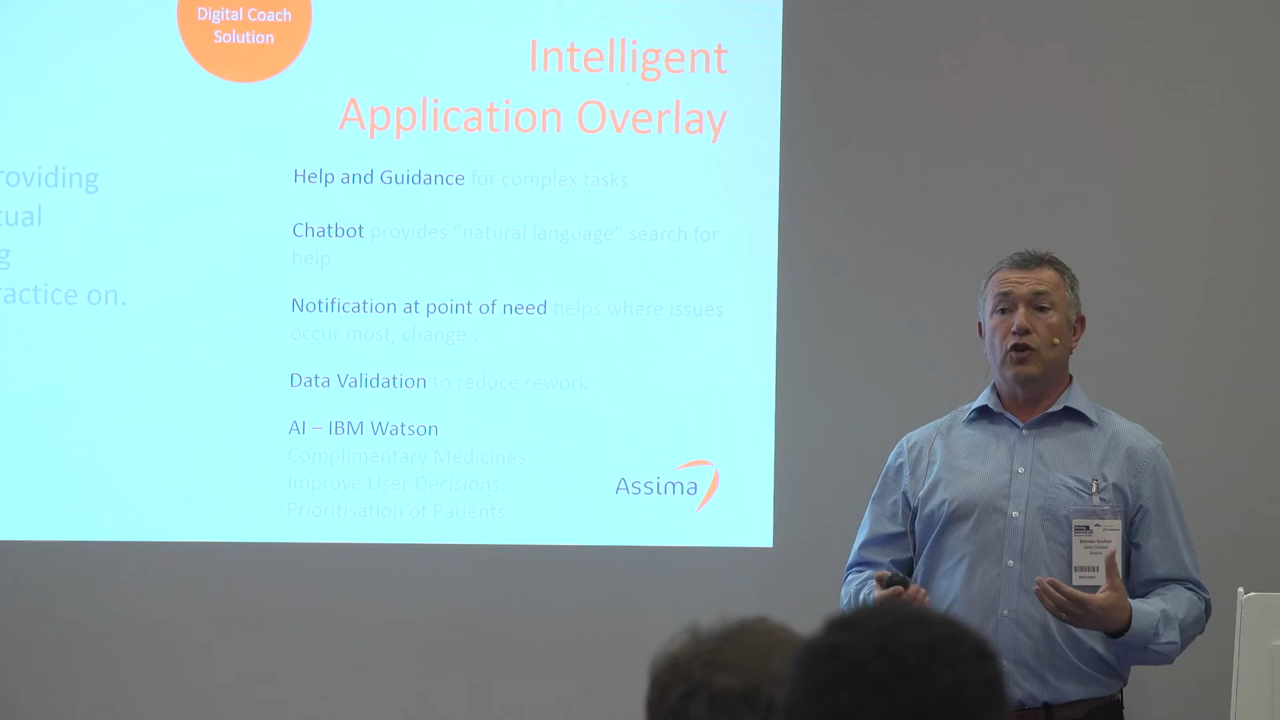 Digital Coach
Solution
Intelligent
Application Overlay
roviding
tual
g
ractice on.
Help and Guidance for complex tasks
Chatbot provides “natural language” search for
help
Notification at point of need helps where issues
occur most, change..
Data Validation to reduce rework
AI – IBM Watson
Complimentary Medicines
Improve User Decisions,
Prioritisation of Patients
Assima
SPEAKER